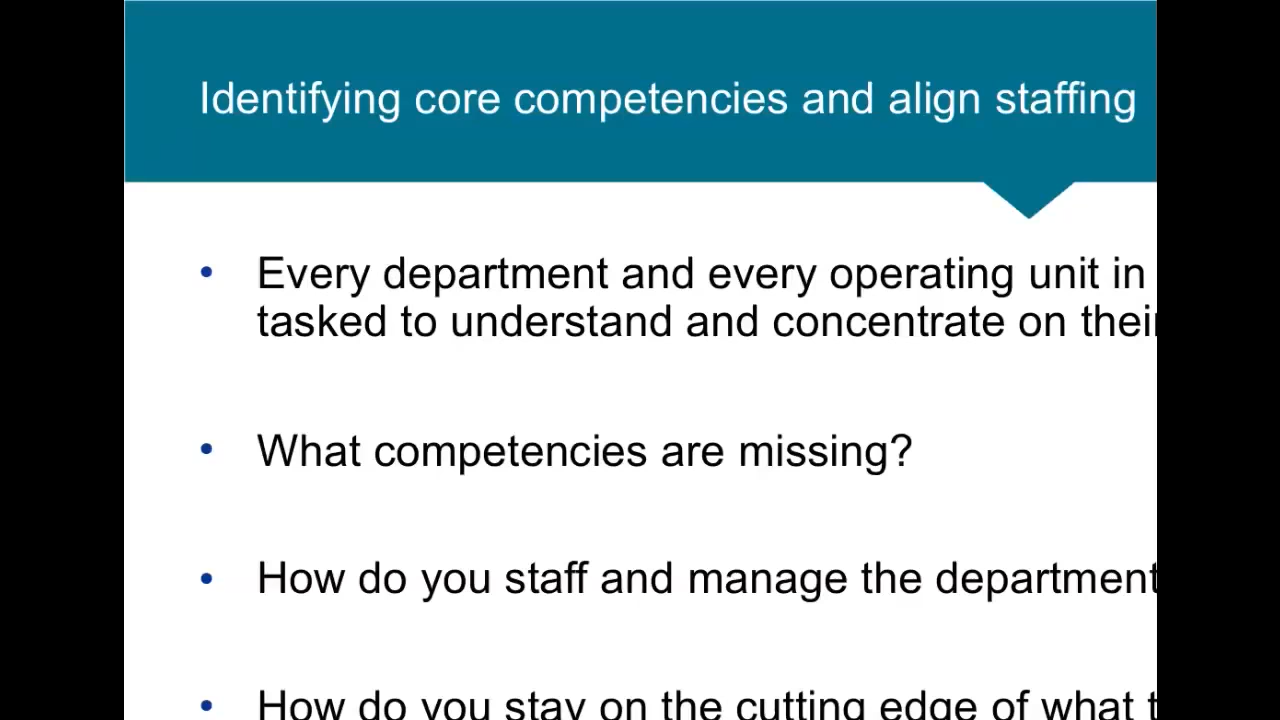 Identifying core competencies and align staffing
• Every department and every operating unit in
tasked to understand and concentrate on their
• What competencies are missing?
• How do you staff and manage the department
• How do you stay on the cutting edge of what